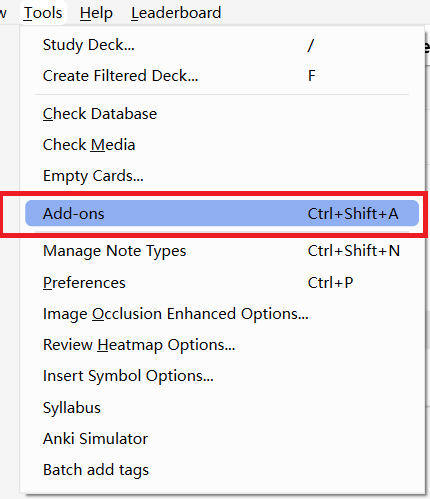 Tools Help Leaderboard
Study Deck... /
Create Filtered Deck... F
Check Database
Check Media
Empty Cards...
Add-ons Ctrl+Shift+A
Manage Note Types Ctrl+Shift+N
Preferences Ctrl+P
Image Occlusion Enhanced Options...
Review Heatmap Options...
Insert Symbol Options...
Syllabus
Anki Simulator
Batch add tags